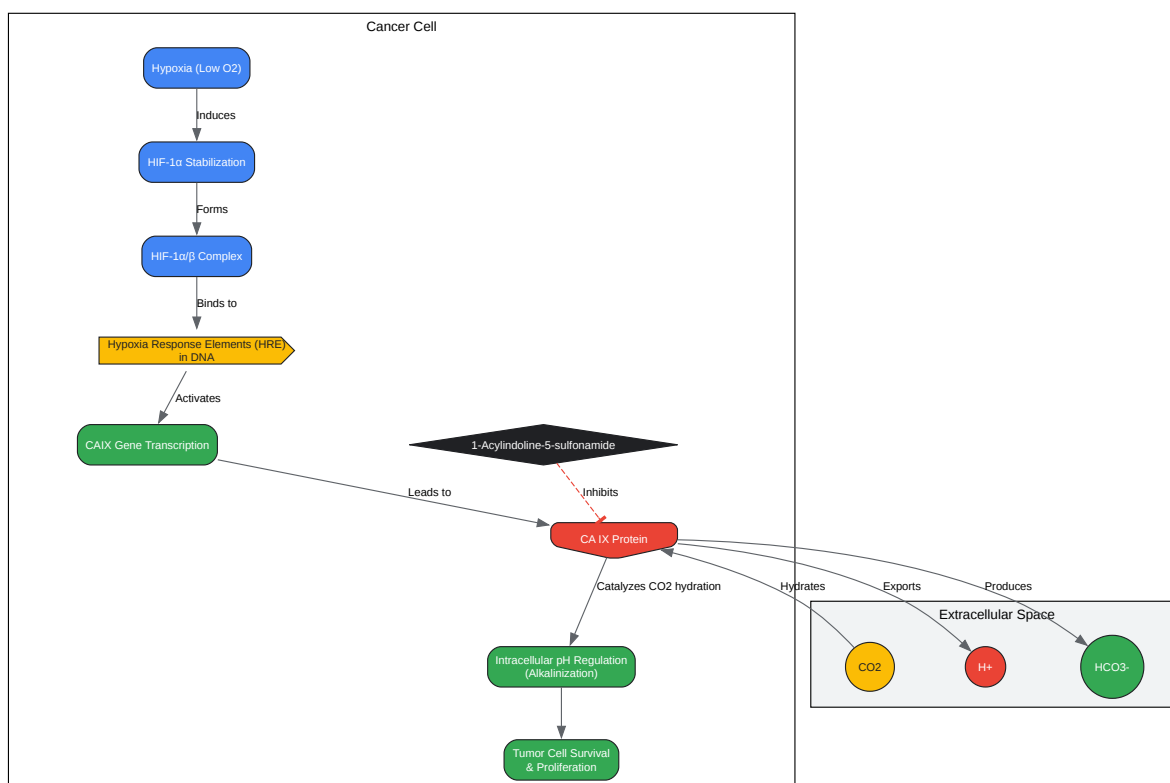 Cancer Cell
Hypoxia (Low O2)
Induces
HIF-1α Stabilization
Forms
HIF-1α/β Complex
Binds to
Hypoxia Response Elements (HRE)
in DNA
Activates
CAIX Gene Transcription
1-Acylindoline-5-sulfonamide
Leads to
Inhibits
CA IX Protein
Catalyzes CO2 hydration
Hydrates
Exports
Produces
Extracellular Space
Intracellular pH Regulation
(Alkalinization)
CO2
H+
HCO3-
Tumor Cell Survival
& Proliferation